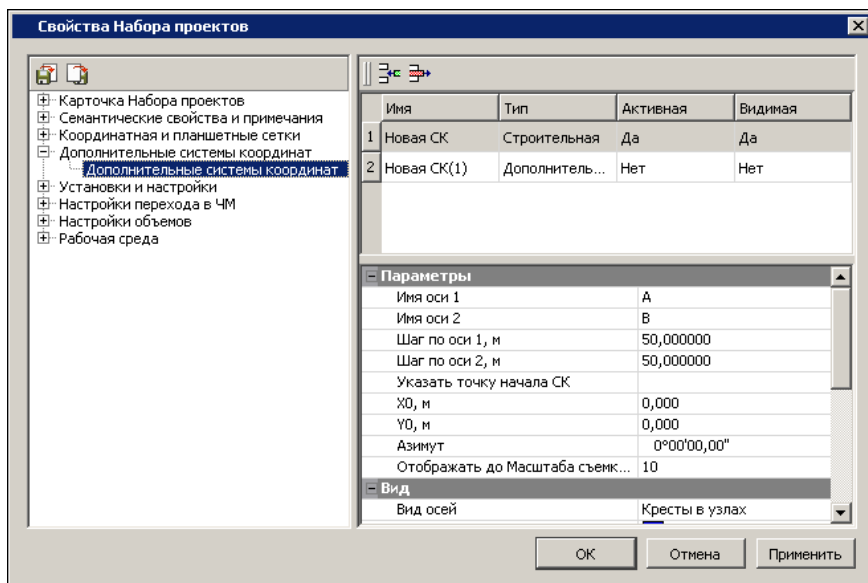 Свойства Набора проектов
Карточка Набора проектов
Семантические свойства и примечания
Координатная и планшетные сетки
Дополнительные системы координат
Дополнительные системы координат
Установки и настройки
Настройки перехода в ЧМ
Настройки объемов
Рабочая среда
Имя Тип Активная Видимая
1 Новая СК Строительная Да Да
2 Новая СК(1) Дополнитель... Нет Нет
Параметры
Имя оси 1 A
Имя оси 2 B
Шаг по оси 1, м 50,000000
Шаг по оси 2, м 50,000000
Указать точку начала СК
X0, м 0,000
Y0, м 0,000
Азимут 0°00'00,00"
Отображать до Масштаба съемк... 10
Вид
Вид осей Кресты в узлах
ОК Отмена Применить